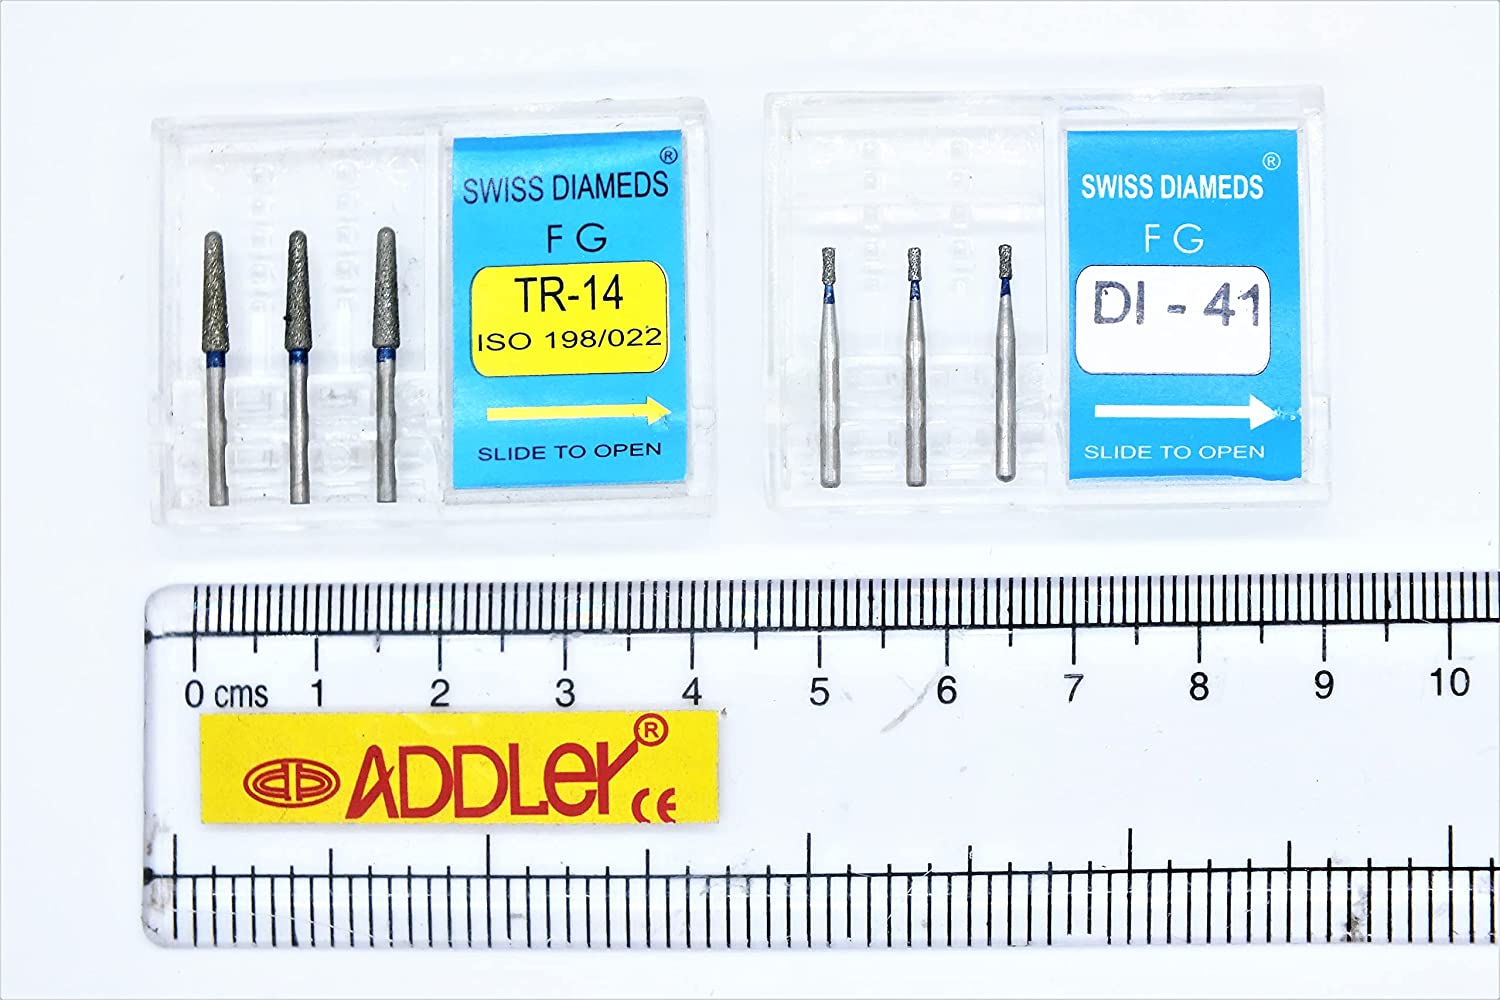 SWISS DIAMEDS®
F G
TR-14
ISO 198/022
SLIDE TO OPEN
SWISS DIAMEDS®
F G
DI - 41
SLIDE TO OPEN
0 cms 1 2 3 4 5 6 7 8 9 10
ADDLer®
CE